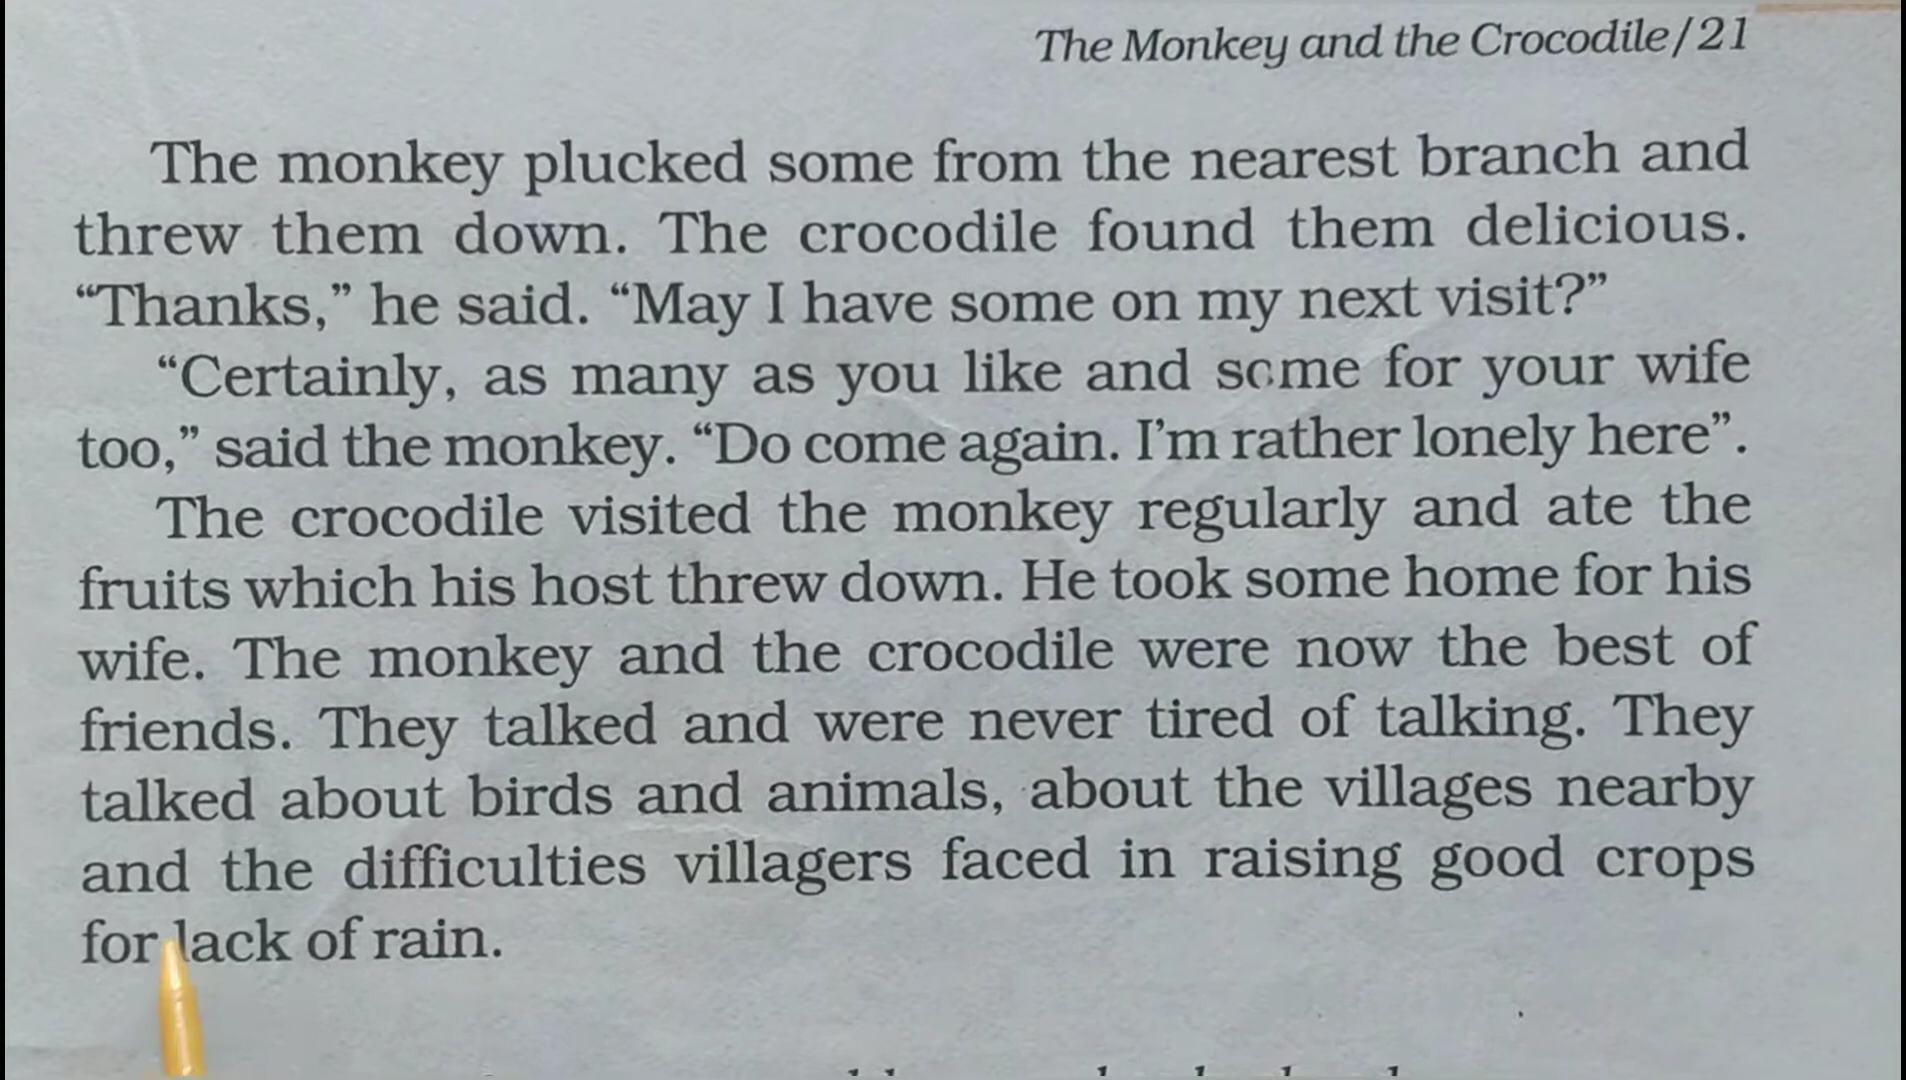 The Monkey and the Crocodile/21
The monkey plucked some from the nearest branch and
threw them down. The crocodile found them delicious.
“Thanks,” he said. “May I have some on my next visit?”
“Certainly, as many as you like and some for your wife
too,” said the monkey. “Do come again. I’m rather lonely here”.
The crocodile visited the monkey regularly and ate the
fruits which his host threw down. He took some home for his
wife. The monkey and the crocodile were now the best of
friends. They talked and were never tired of talking. They
talked about birds and animals, about the villages nearby
and the difficulties villagers faced in raising good crops
for lack of rain.